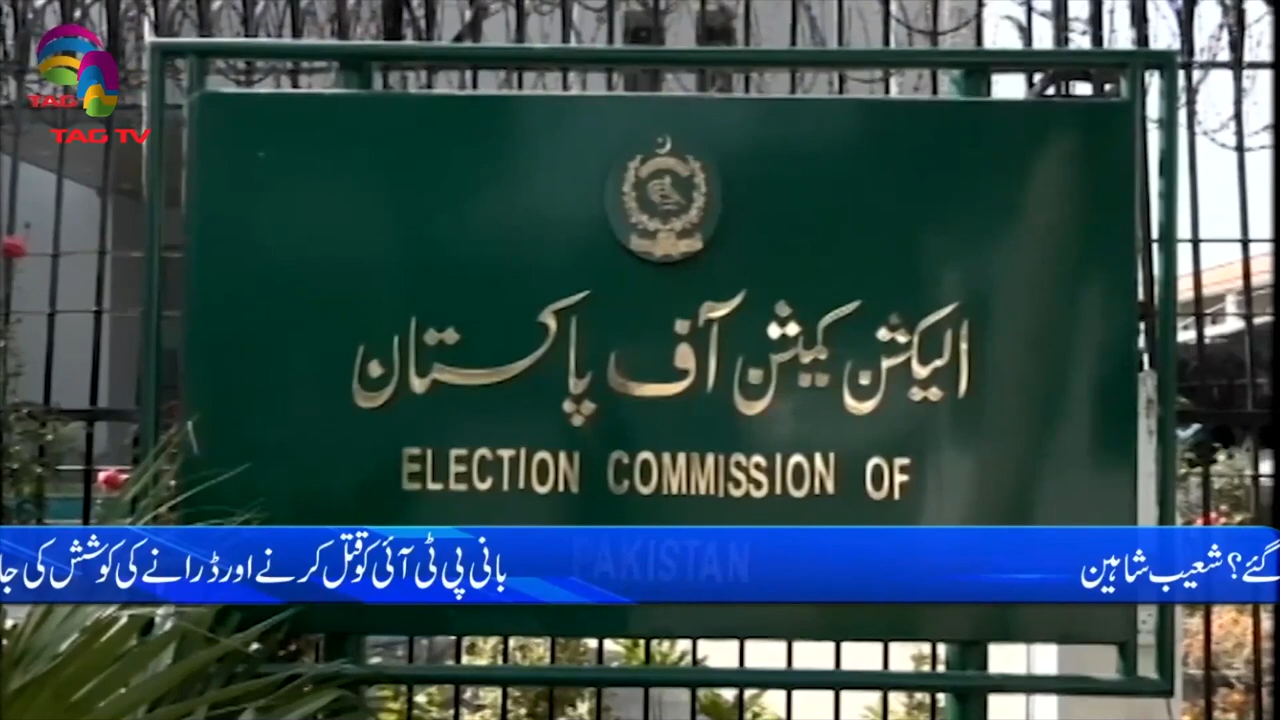 TAG
TAG TV
الیکشن کمیشن آف پاکستان
ELECTION COMMISSION OF
PAKISTAN
گئے؟ شعیب شاہین
بانی پی ٹی آئی کو قتل کرنے اور ڈرانے کی کوشش کی جا